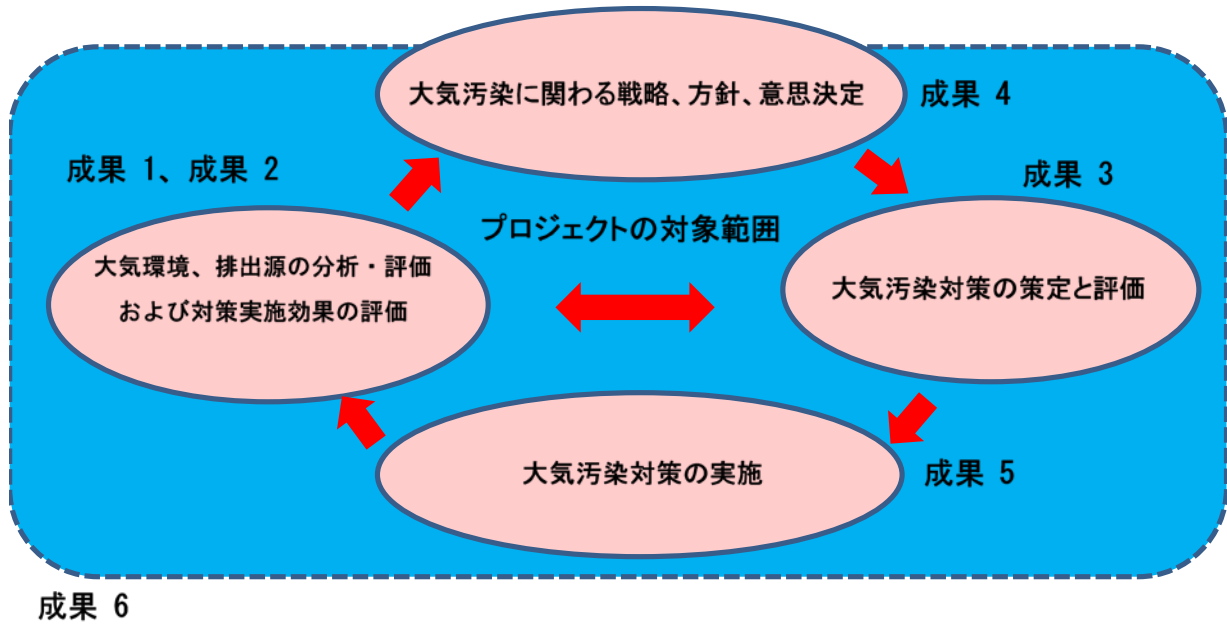 大気汚染に関わる戦略、方針、意思決定
成果 4
成果 1、成果 2
成果 3
プロジェクトの対象範囲
大気環境、排出源の分析・評価
および対策実施効果の評価
大気汚染対策の策定と評価
大気汚染対策の実施
成果 5
成果 6